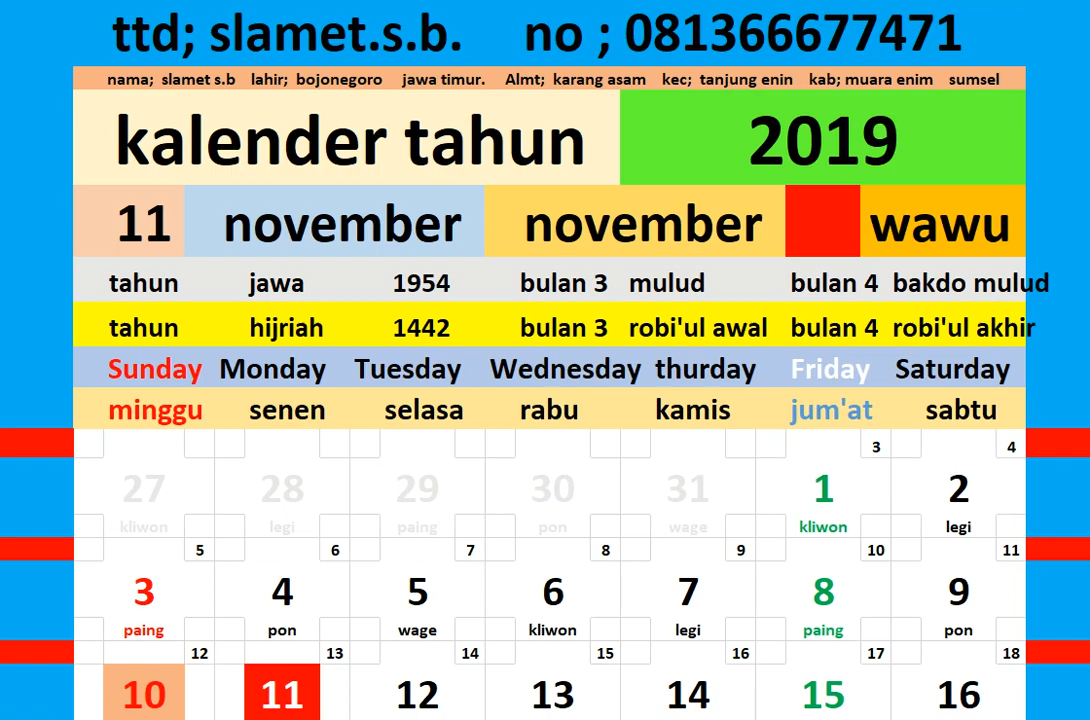 ttd; slamet.s.b. no ; 081366677471
nama; slamet s.b lahir; bojonegoro jawa timur. Almt; karang asam kec; tanjung enin kab; muara enim sumsel
kalender tahun 2019
11 november november wawu
tahun jawa 1954 bulan 3 mulud bulan 4 bakdo mulud
tahun hijriah 1442 bulan 3 robi'ul awal bulan 4 robi'ul akhir
Sunday Monday Tuesday Wednesday thurday Friday Saturday
minggu senen selasa rabu kamis jum'at sabtu
3 4
27 28 29 30 31 1 2
kliwon legi paing pon wage kliwon legi
5 6 7 8 9 10 11
3 4 5 6 7 8 9
paing pon wage kliwon legi paing pon
12 13 14 15 16 17 18
10 11 12 13 14 15 16